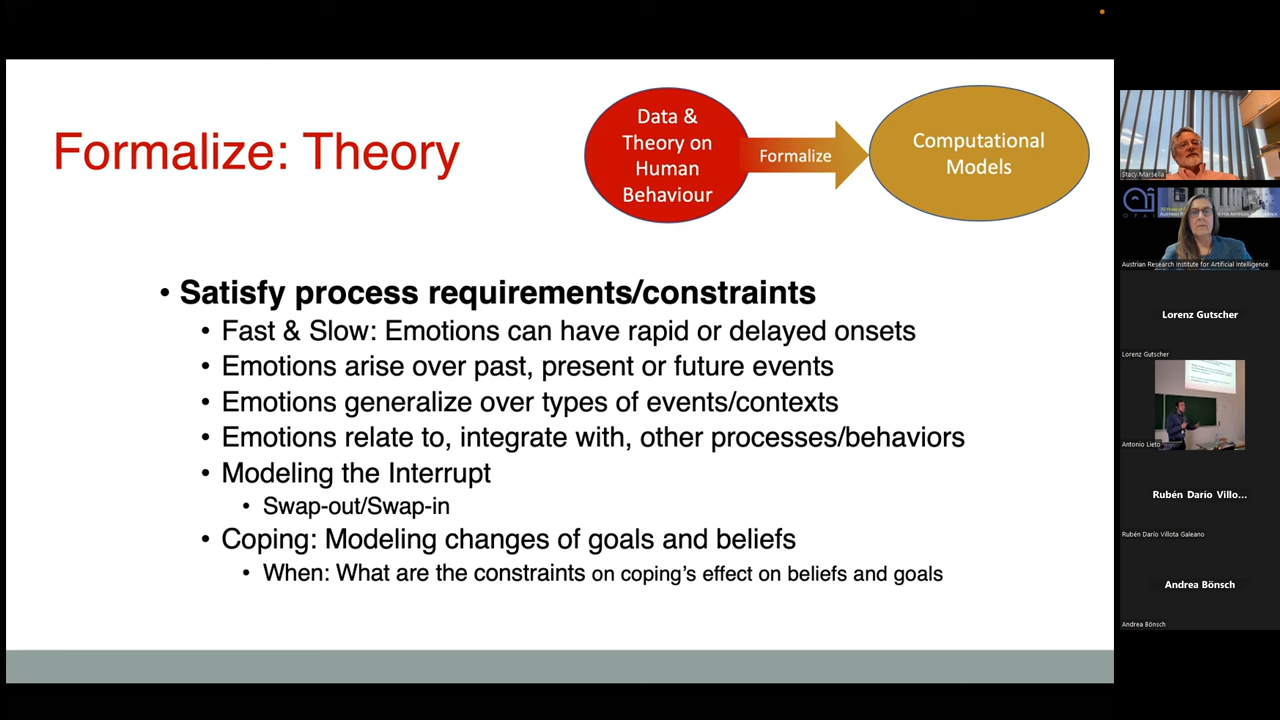 Formalize: Theory
Data &
Theory on
Human
Behaviour
Formalize
Computational
Models
• Satisfy process requirements/constraints
• Fast & Slow: Emotions can have rapid or delayed onsets
• Emotions arise over past, present or future events
• Emotions generalize over types of events/contexts
• Emotions relate to, integrate with, other processes/behaviors
• Modeling the Interrupt
• Swap-out/Swap-in
• Coping: Modeling changes of goals and beliefs
• When: What are the constraints on coping's effect on beliefs and goals
Stacy Marsella
Austrian Research Institute for Artificial Intelligence
Lorenz Gutscher
Lorenz Gutscher
Antonio Lieto
Rubén Darío Villo...
Rubén Darío Villota Galeano
Andrea Bönsch
Andrea Bönsch